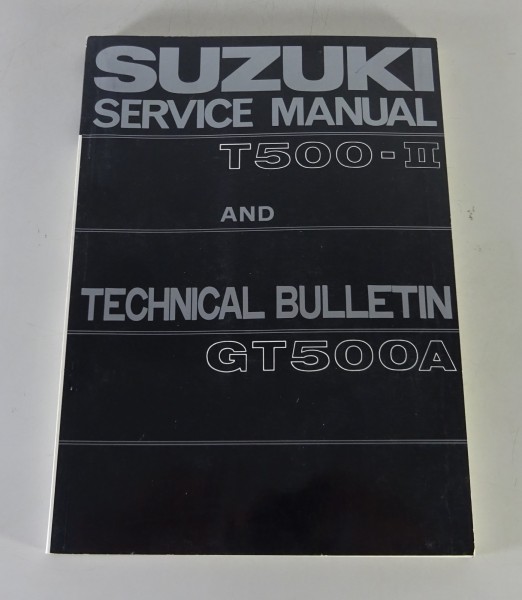 SUZUKI
SERVICE MANUAL
T500-II
AND
TECHNICAL BULLETIN
GT500A